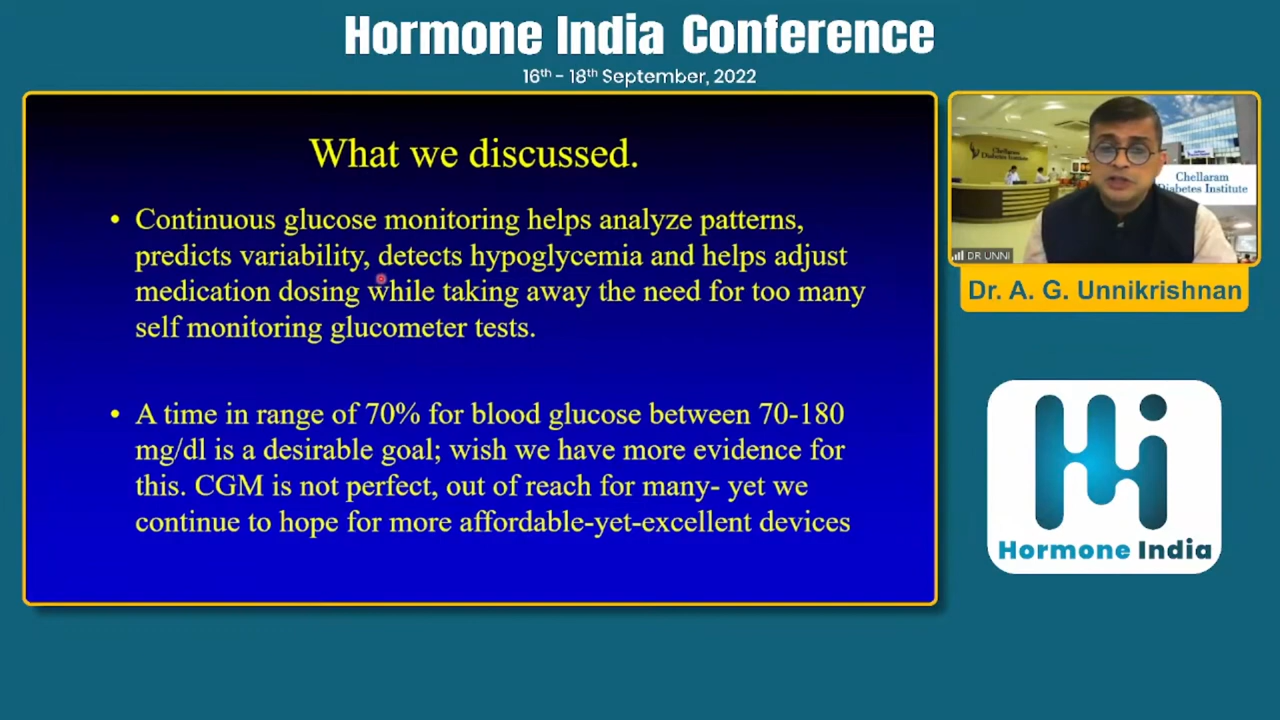 Hormone India Conference
16th - 18th September, 2022
What we discussed.
• Continuous glucose monitoring helps analyze patterns,
predicts variability, detects hypoglycemia and helps adjust
medication dosing while taking away the need for too many
self monitoring glucometer tests.
• A time in range of 70% for blood glucose between 70-180
mg/dl is a desirable goal; wish we have more evidence for
this. CGM is not perfect, out of reach for many- yet we
continue to hope for more affordable-yet-excellent devices
Chellaram
Diabetes Institute
Chellaram
Diabetes Institute
DR UNNI
Dr. A. G. Unnikrishnan
Hi
Hormone India